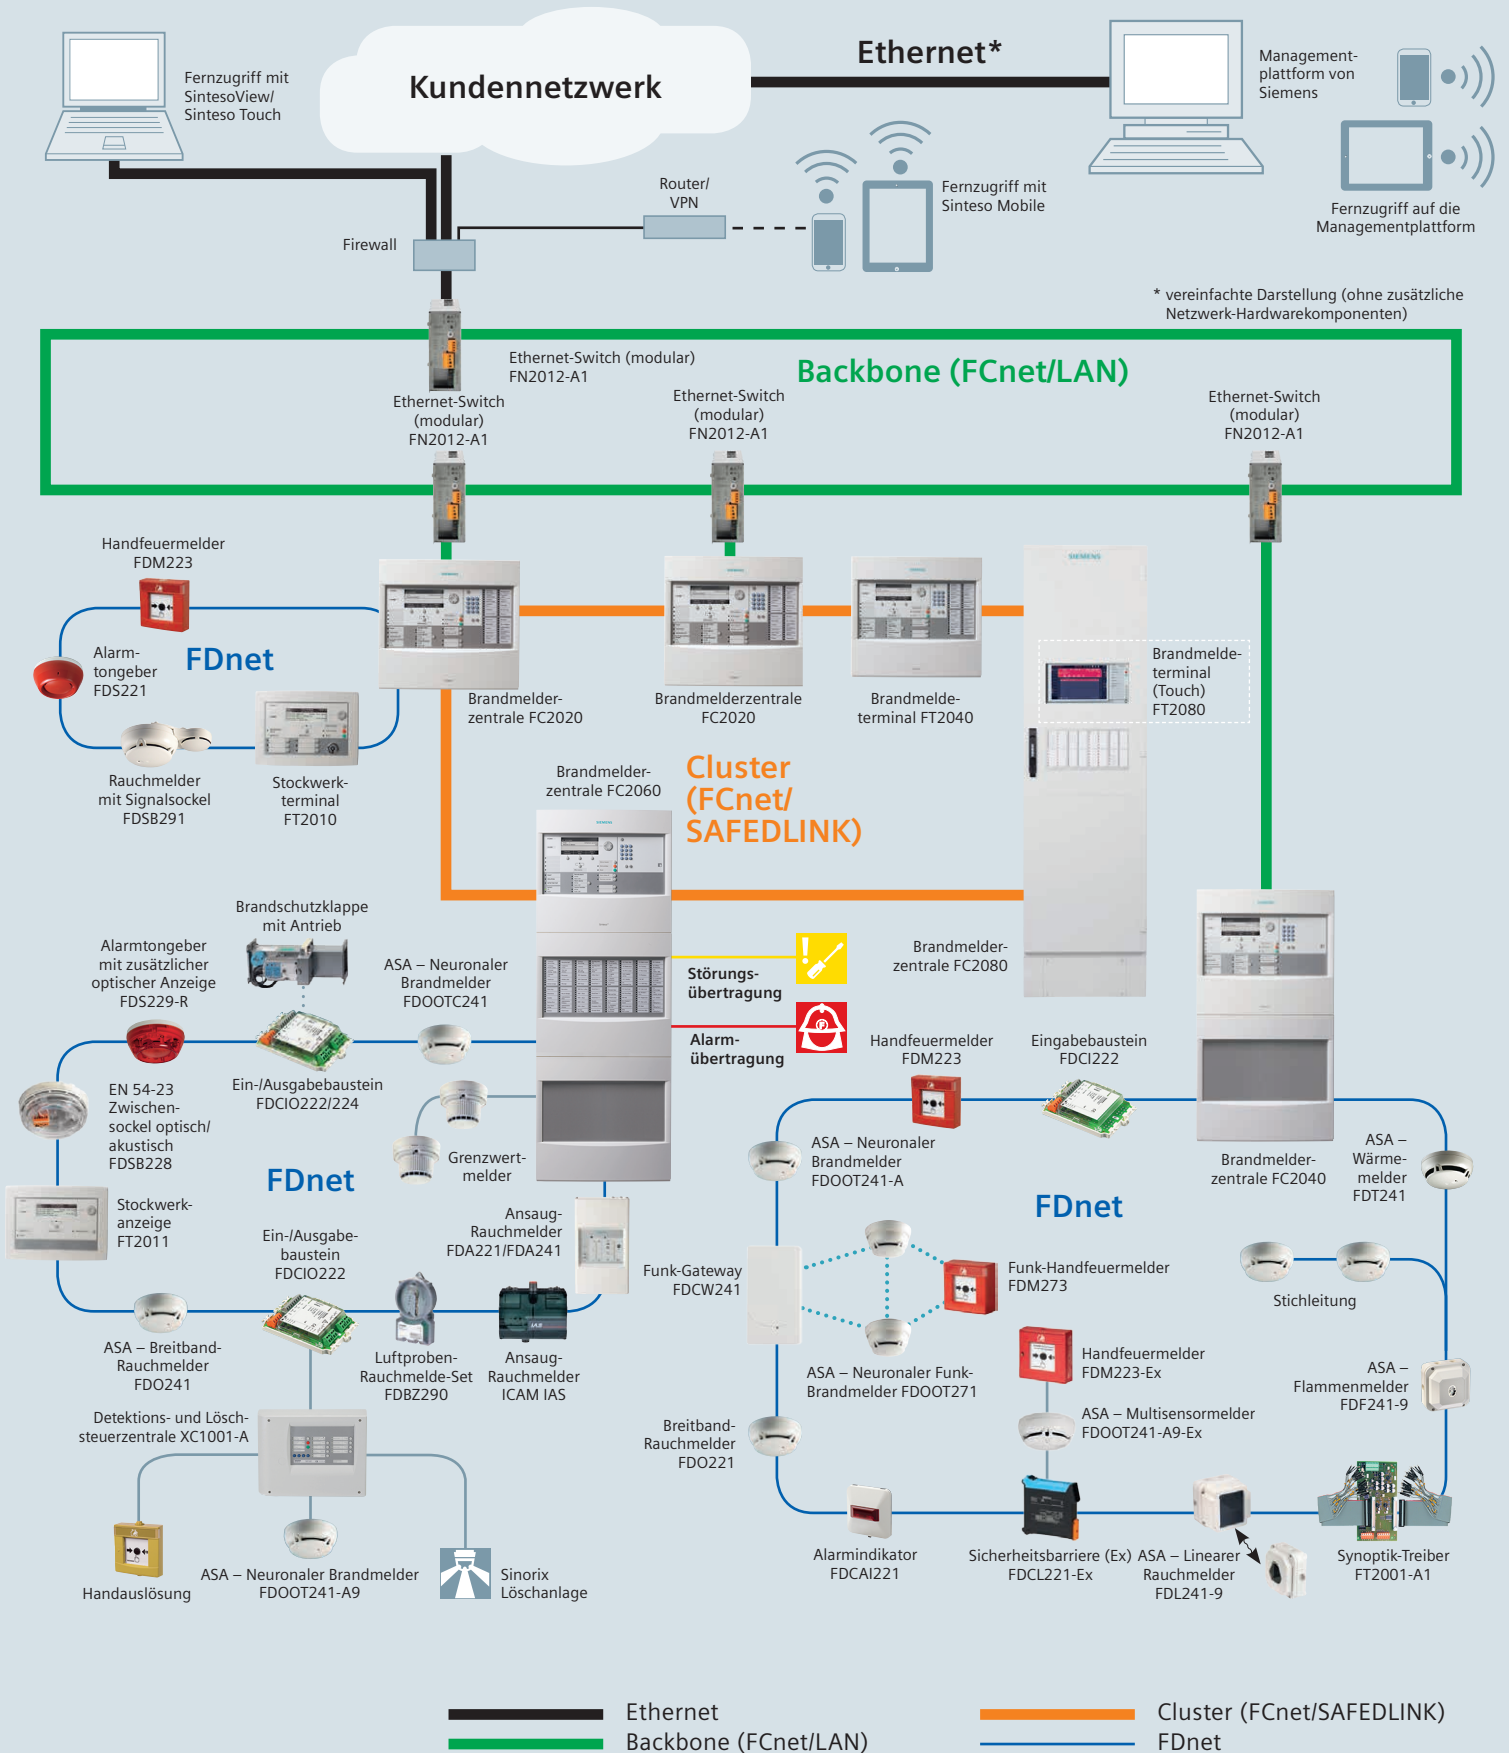 Kundennetzwerk
Ethernet*
Fernzugriff mit
SintesoView/
Sinteso Touch
Management-
plattform von
Siemens
Fernzugriff auf die
Managementplattform
Router/
VPN
Fernzugriff mit
Sinteso Mobile
Firewall
* vereinfachte Darstellung (ohne zusätzliche
Netzwerk-Hardwarekomponenten)
Ethernet-Switch (modular)
FN2012-A1
Backbone (FCnet/LAN)
Ethernet-Switch
(modular)
FN2012-A1
Ethernet-Switch
(modular)
FN2012-A1
Ethernet-Switch
(modular)
FN2012-A1
Handfeuermelder
FDM223
SIEMENS
Alarm-
tongeber
FDS221
FDnet
Rauchmelder
mit Signalsockel
FDSB291
Stockwerk-
terminal
FT2010
Brandmelder-
zentrale FC2020
Brandmelderzentrale
FC2020
Brandmelde-
terminal FT2040
Brandmelde-
terminal
(Touch)
FT2080
Brandmelder-
zentrale FC2060
Cluster
(FCnet/
SAFEDLINK)
Brandschutzklappe
mit Antrieb
Alarmtongeber
mit zusätzlicher
optischer Anzeige
FDS229-R
ASA – Neuronaler
Brandmelder
FDOOTC241
Störungs-
übertragung
Alarm-
übertragung
Brandmelder-
zentrale FC2080
Handfeuermelder
FDM223
Eingabebaustein
FDCI222
EN 54-23
Zwischen-
sockel optisch/
akustisch
FDSB228
Ein-/Ausgabebaustein
FDCIO222/224
Grenzwert-
melder
FDnet
Stockwerk-
anzeige
FT2011
Ein-/Ausgabe-
baustein
FDCIO222
Ansaug-
Rauchmelder
FDA221/FDA241
ASA – Neuronaler
Brandmelder
FDOOT241-A
FDnet
Brandmelder-
zentrale FC2040
ASA –
Wärme-
melder
FDT241
Funk-Gateway
FDCW241
Funk-Handfeuermelder
FDM273
Stichleitung
ASA – Breitband-
Rauchmelder
FDO241
Luftproben-
Rauchmelde-Set
FDBZ290
Ansaug-
Rauchmelder
ICAM IAS
ASA – Neuronaler Funk-
Brandmelder FDOOT271
Handfeuermelder
FDM223-Ex
ASA –
Flammenmelder
FDF241-9
Detektions- und Lösch-
steuerzentrale XC1001-A
Breitband-
Rauchmelder
FDO221
ASA – Multisensormelder
FDOOT241-A9-Ex
Handauslösung
ASA – Neuronaler Brandmelder
FDOOT241-A9
Sinorix
Löschanlage
Alarmindikator
FDCAI221
Sicherheitsbarriere (Ex)
FDCL221-Ex
ASA – Linearer
Rauchmelder
FDL241-9
Synoptik-Treiber
FT2001-A1
Ethernet
Backbone (FCnet/LAN)
Cluster (FCnet/SAFEDLINK)
FDnet